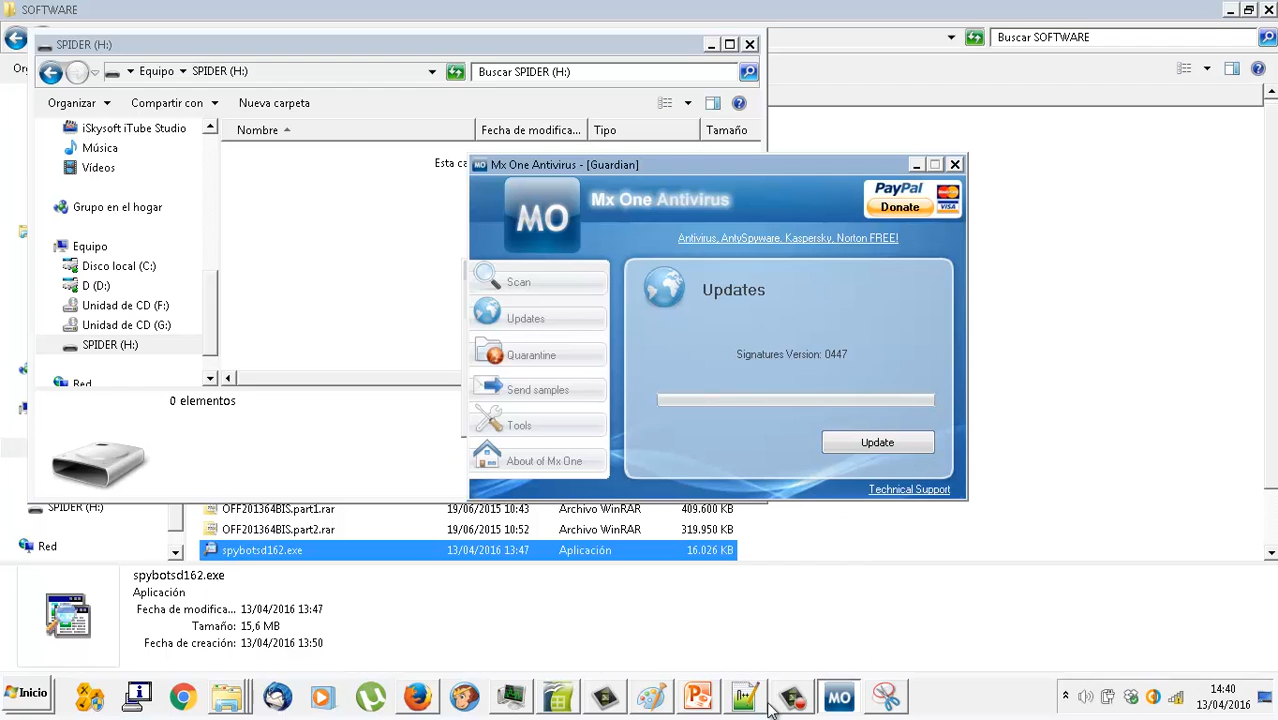 SOFTWARE
Buscar SOFTWARE
SPIDER (H:)
Equipo SPIDER (H:)
Buscar SPIDER (H:)
Organizar Compartir con Nueva carpeta
Nombre Fecha de modifica... Tipo Tamaño
iSkysoft iTube Studio
Música
Vídeos
Grupo en el hogar
Equipo
Disco local (C:)
D (D:)
Unidad de CD (F:)
Unidad de CD (G:)
SPIDER (H:)
Red
Esta ca
0 elementos
MO Mx One Antivirus - [Guardian]
MO
Mx One Antivirus
PayPal
Donate
VISA
Antivirus, AntySpyware, Kaspersky, Norton FREE!
Scan
Updates
Quarantine
Send samples
Tools
About of Mx One
Updates
Signatures Version: 0447
Update
Technical Support
SPIDER (H:)
Red
OFF201364BIS.part1.rar 19/06/2015 10:43 Archivo WinRAR 409.600 KB
OFF201364BIS.part2.rar 19/06/2015 10:52 Archivo WinRAR 319.950 KB
spybotsd162.exe 13/04/2016 13:47 Aplicación 16.026 KB
spybotsd162.exe
Aplicación
Fecha de modifica... 13/04/2016 13:47
Tamaño: 15,6 MB
Fecha de creación: 13/04/2016 13:50
Inicio
MO
14:40
13/04/2016